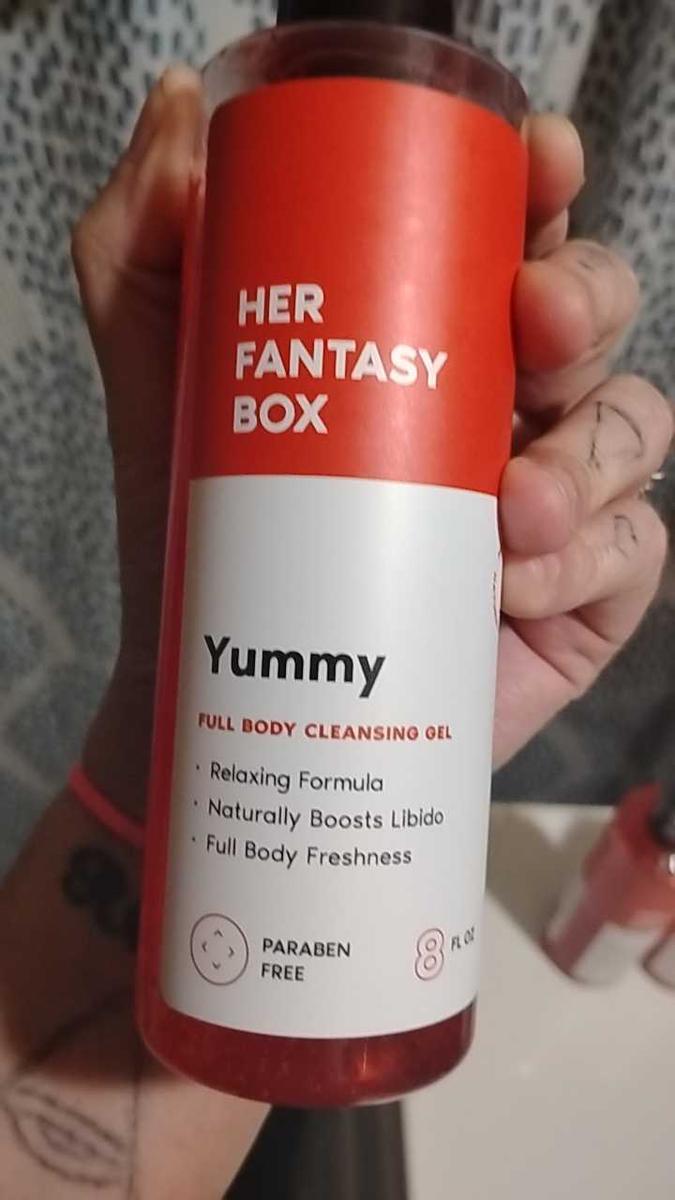 HER
FANTASY
BOX
Yummy
FULL BODY CLEANSING GEL
· Relaxing Formula
· Naturally Boosts Libido
· Full Body Freshness
PARABEN
FREE
8 FL OZ